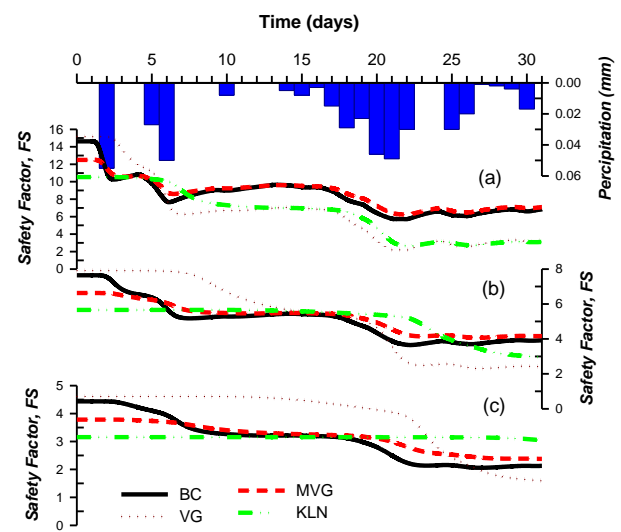 Time (days)
0 5 10 15 20 25 30
0.00
0.02
0.04
0.06
Percipitation (mm)
16
14
12
10
8
6
4
2
0
Safety Factor, FS
(a)
8
6
4
2
0
Safety Factor, FS
(b)
5
4
3
2
1
0
Safety Factor, FS
(c)
BC
MVG
VG
KLN